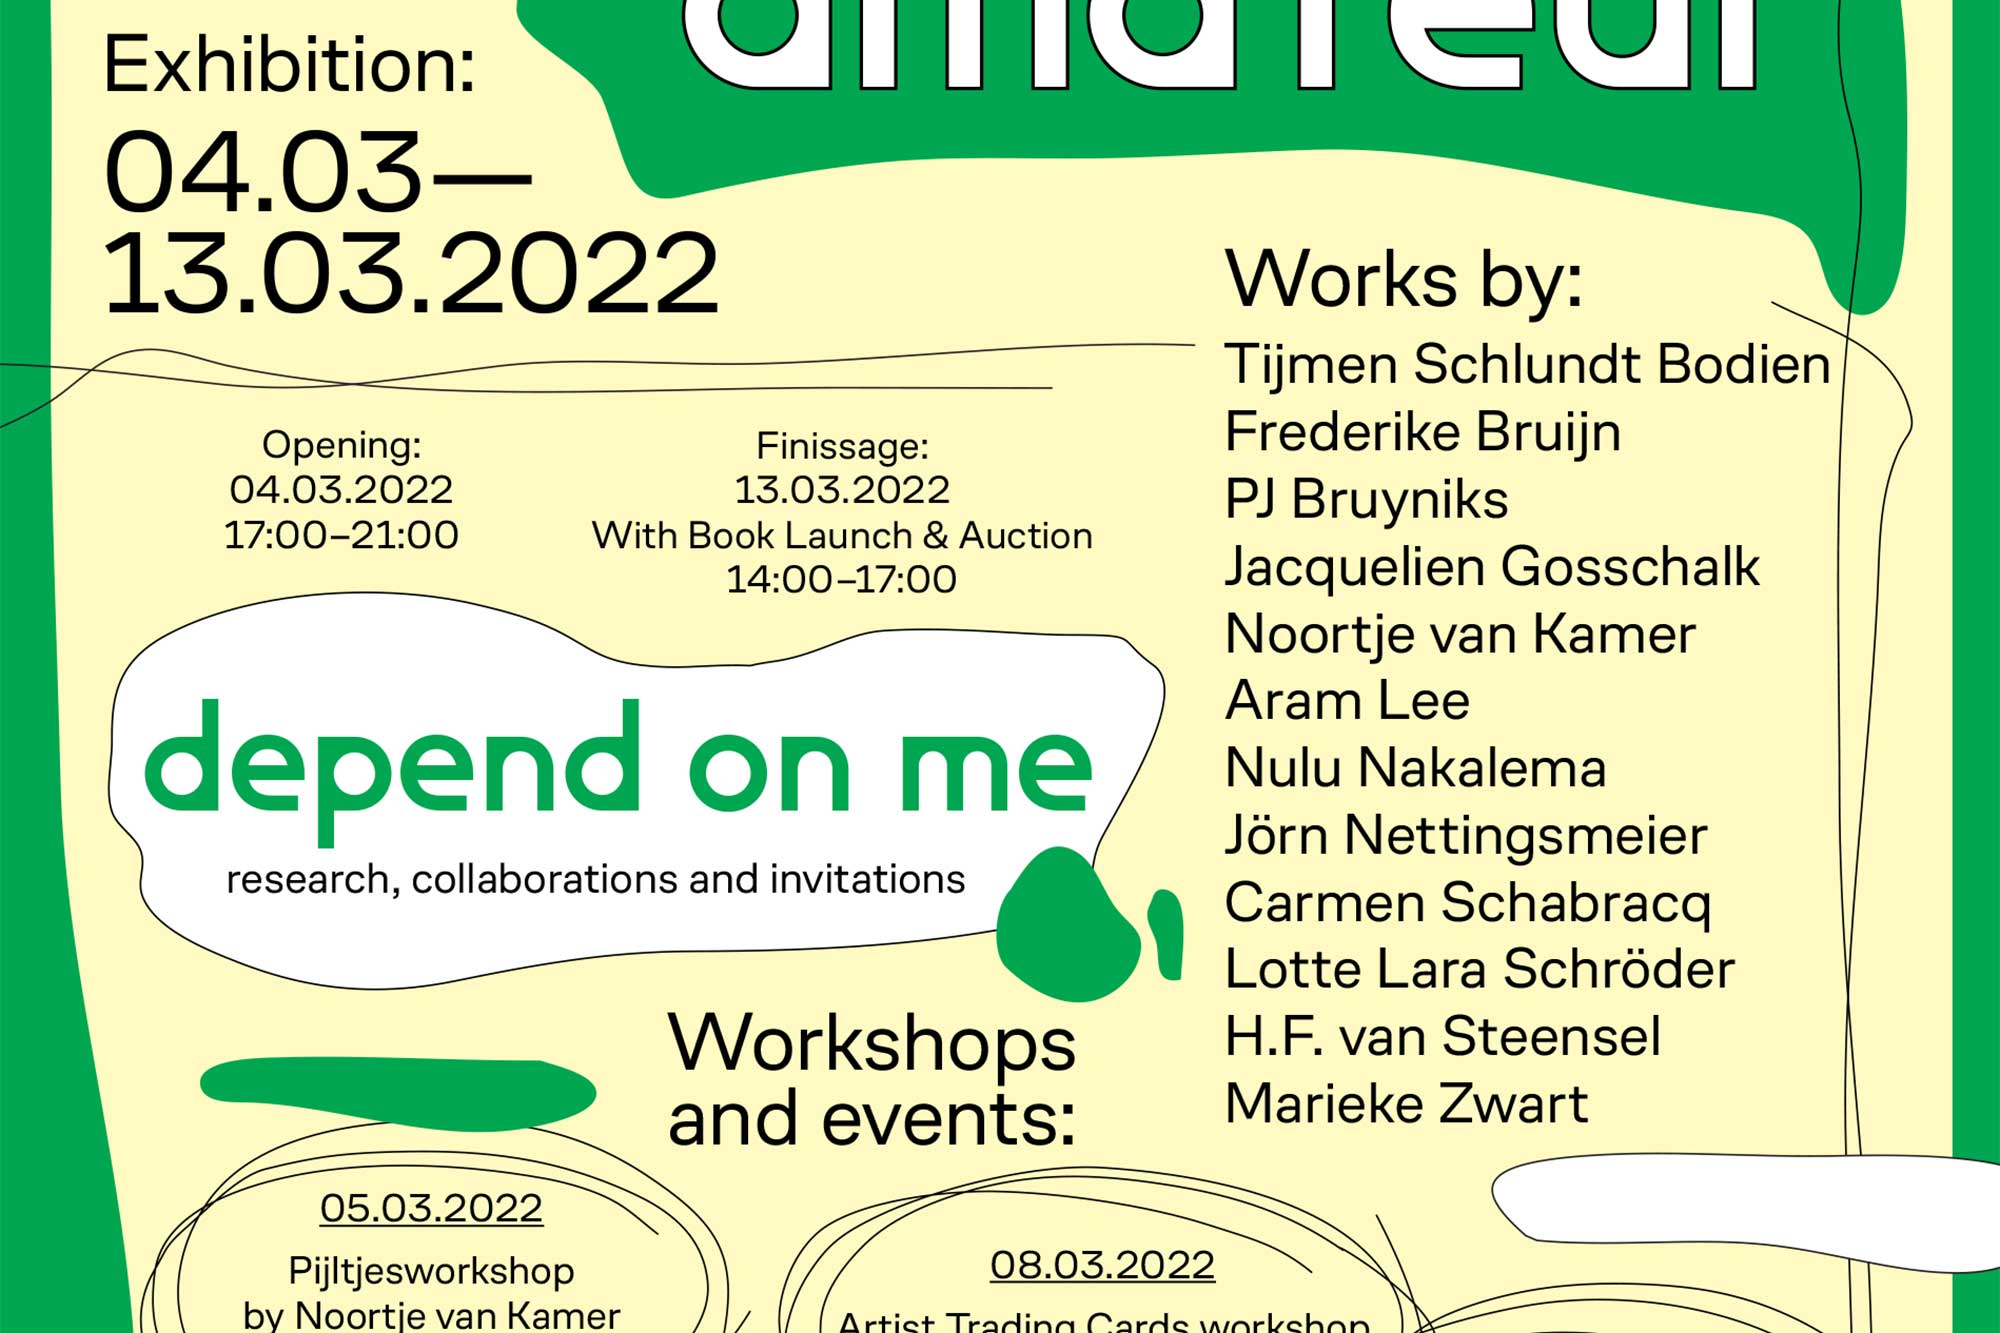 amateur
Exhibition:
04.03—
13.03.2022
Opening:
04.03.2022
17:00–21:00
Finissage:
13.03.2022
With Book Launch & Auction
14:00–17:00
Works by:
Tijmen Schlundt Bodien
Frederike Bruijn
PJ Bruyniks
Jacquelien Gosschalk
Noortje van Kamer
Aram Lee
Nulu Nakalema
Jörn Nettingsmeier
Carmen Schabracq
Lotte Lara Schröder
H.F. van Steensel
Marieke Zwart
depend on me
research, collaborations and invitations
Workshops
and events:
05.03.2022
Pijltjesworkshop
by Noortje van Kamer
08.03.2022
Artist Trading Cards workshop